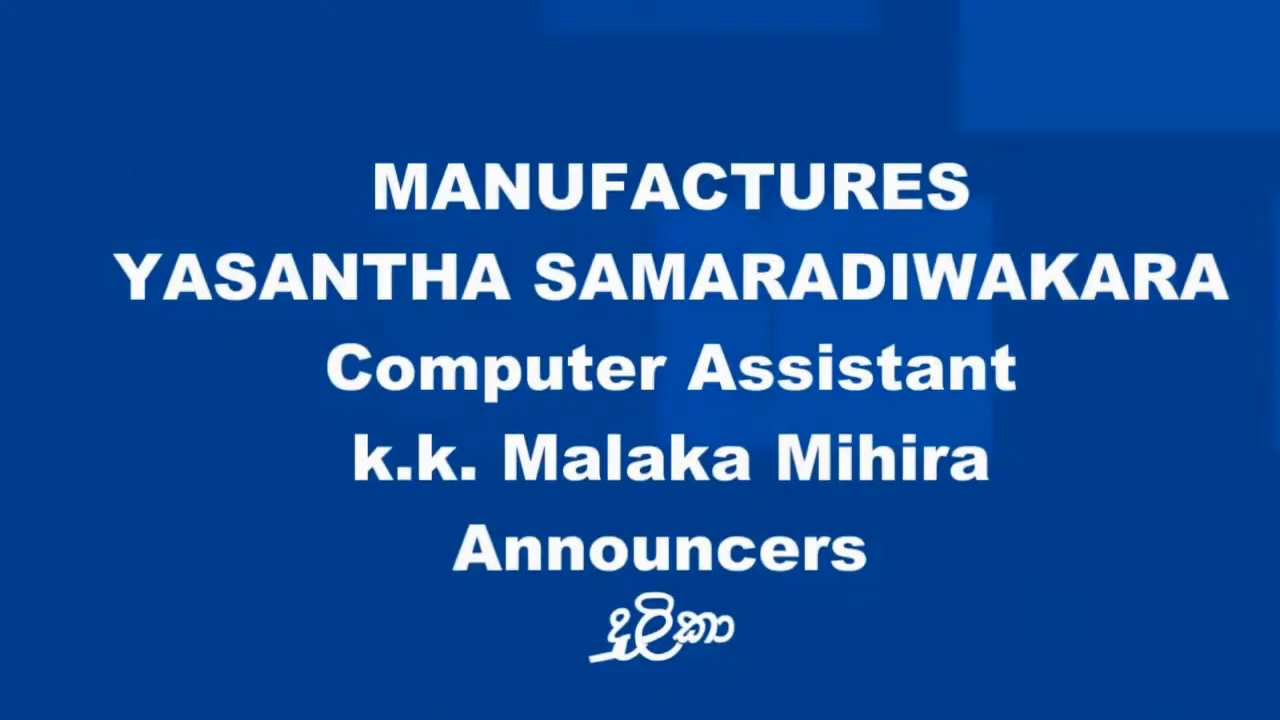 MANUFACTURES
YASANTHA SAMARADIWAKARA
Computer Assistant
k.k. Malaka Mihira
Announcers
දූලිකා